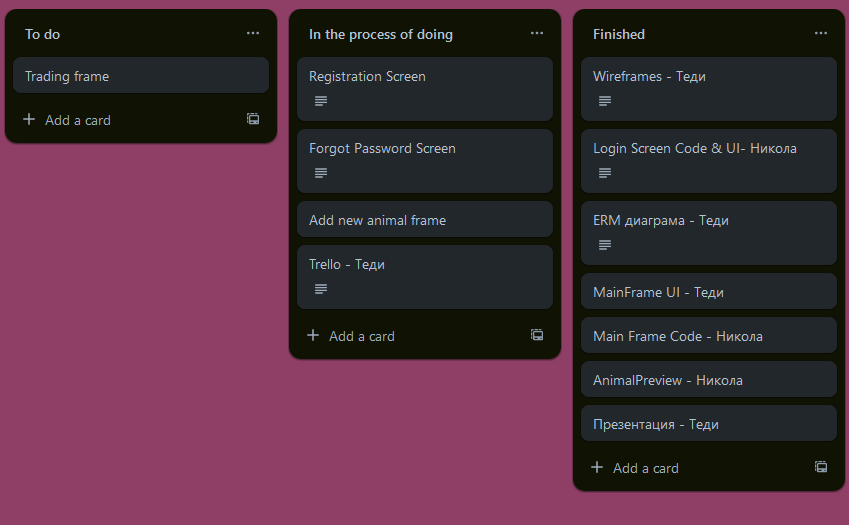 To do
Trading frame
Add a card
In the process of doing
Registration Screen
Forgot Password Screen
Add new animal frame
Trello - Теди
Add a card
Finished
Wireframes - Теди
Login Screen Code & UI- Никола
ERM диаграма - Теди
MainFrame UI - Теди
Main Frame Code - Никола
AnimalPreview - Никола
Презентация - Теди
Add a card